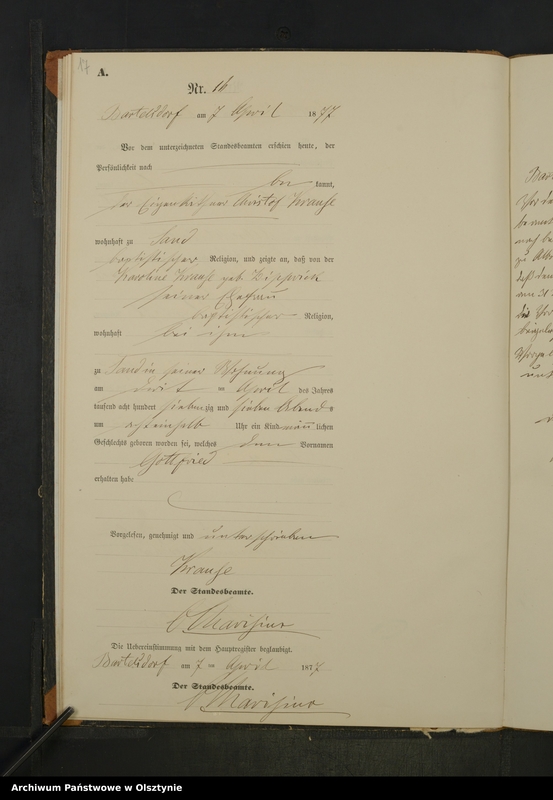 17
A.
Nr. 16
Bartelsdorf am 7 April 1877
Vor dem unterzeichneten Standesbeamten erschien heute, der
Persönlichkeit nach
be kannt,
der Eigenkäthner Christof Krause
wohnhaft zu Sand
baptistischer Religion, und zeigte an, daß von der
Karoline Krause geb.
seiner Ehefrau
baptistischer Religion,
wohnhaft bei ihm
zu Sand in seiner Wohnung
am April des Jahres
tausend acht hundert siebenzig und sieben Abends
um achteinhalb Uhr ein Kind männlichen
Geschlechts geboren worden sei, welches den Vornamen
Gottfried
erhalten habe
Vorgelesen, genehmigt und unterschrieben
Krause
Der Standesbeamte.
Die Uebereinstimmung mit dem Hauptregister beglaubigt.
Bartelsdorf am 7 ten April 1877
Der Standesbeamte.
Archiwum Państwowe w Olsztynie